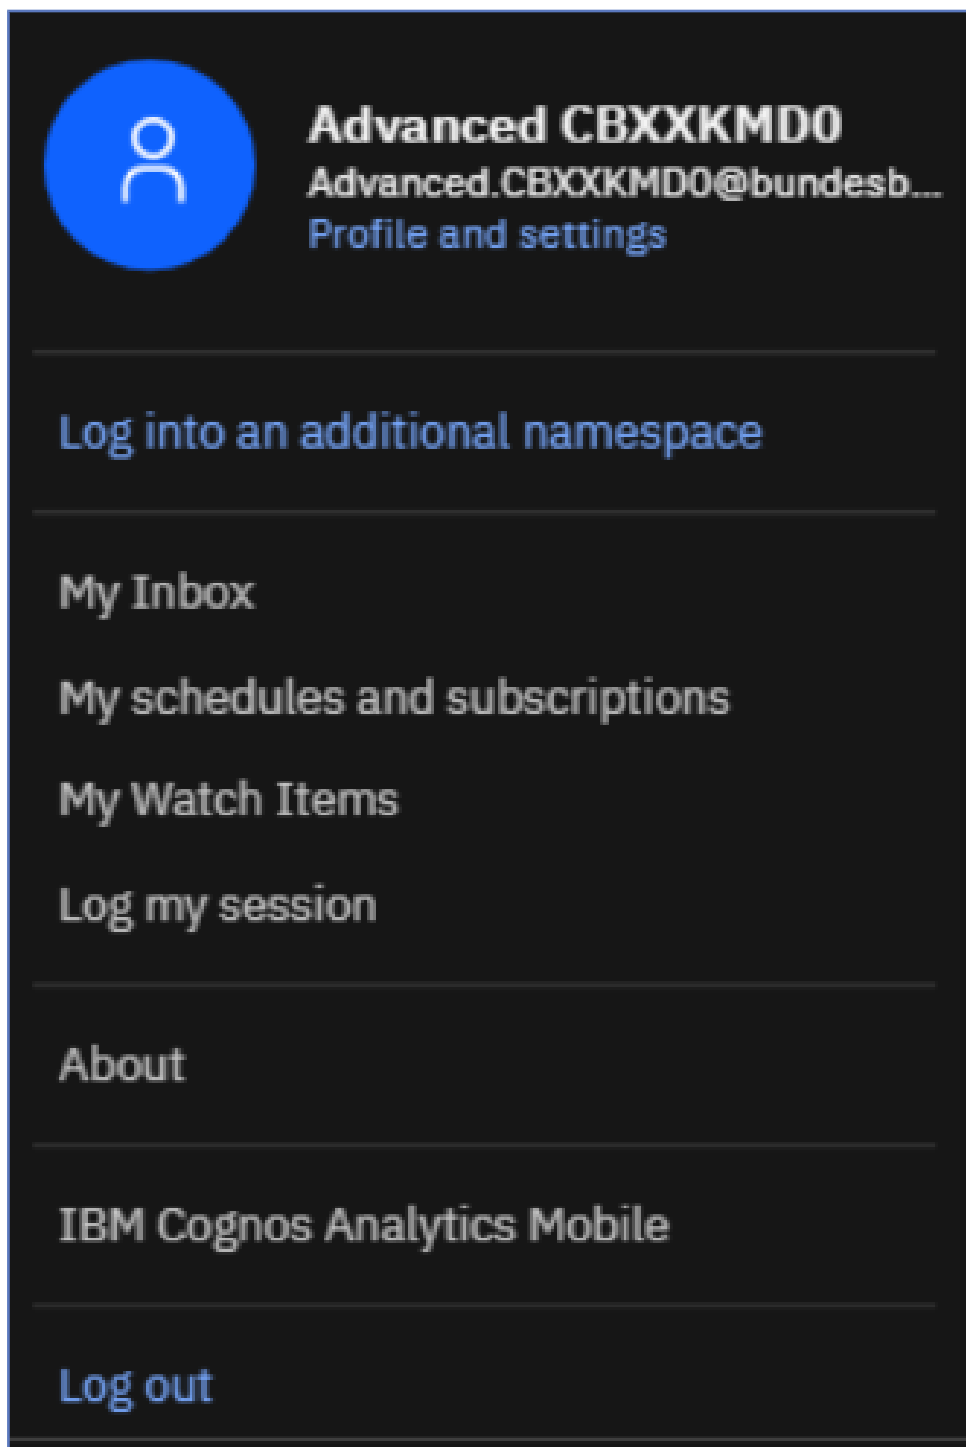 Advanced CBXXKMD0
Advanced.CBXXKMD0@bundesb...
Profile and settings
Log into an additional namespace
My Inbox
My schedules and subscriptions
My Watch Items
Log my session
About
IBM Cognos Analytics Mobile
Log out